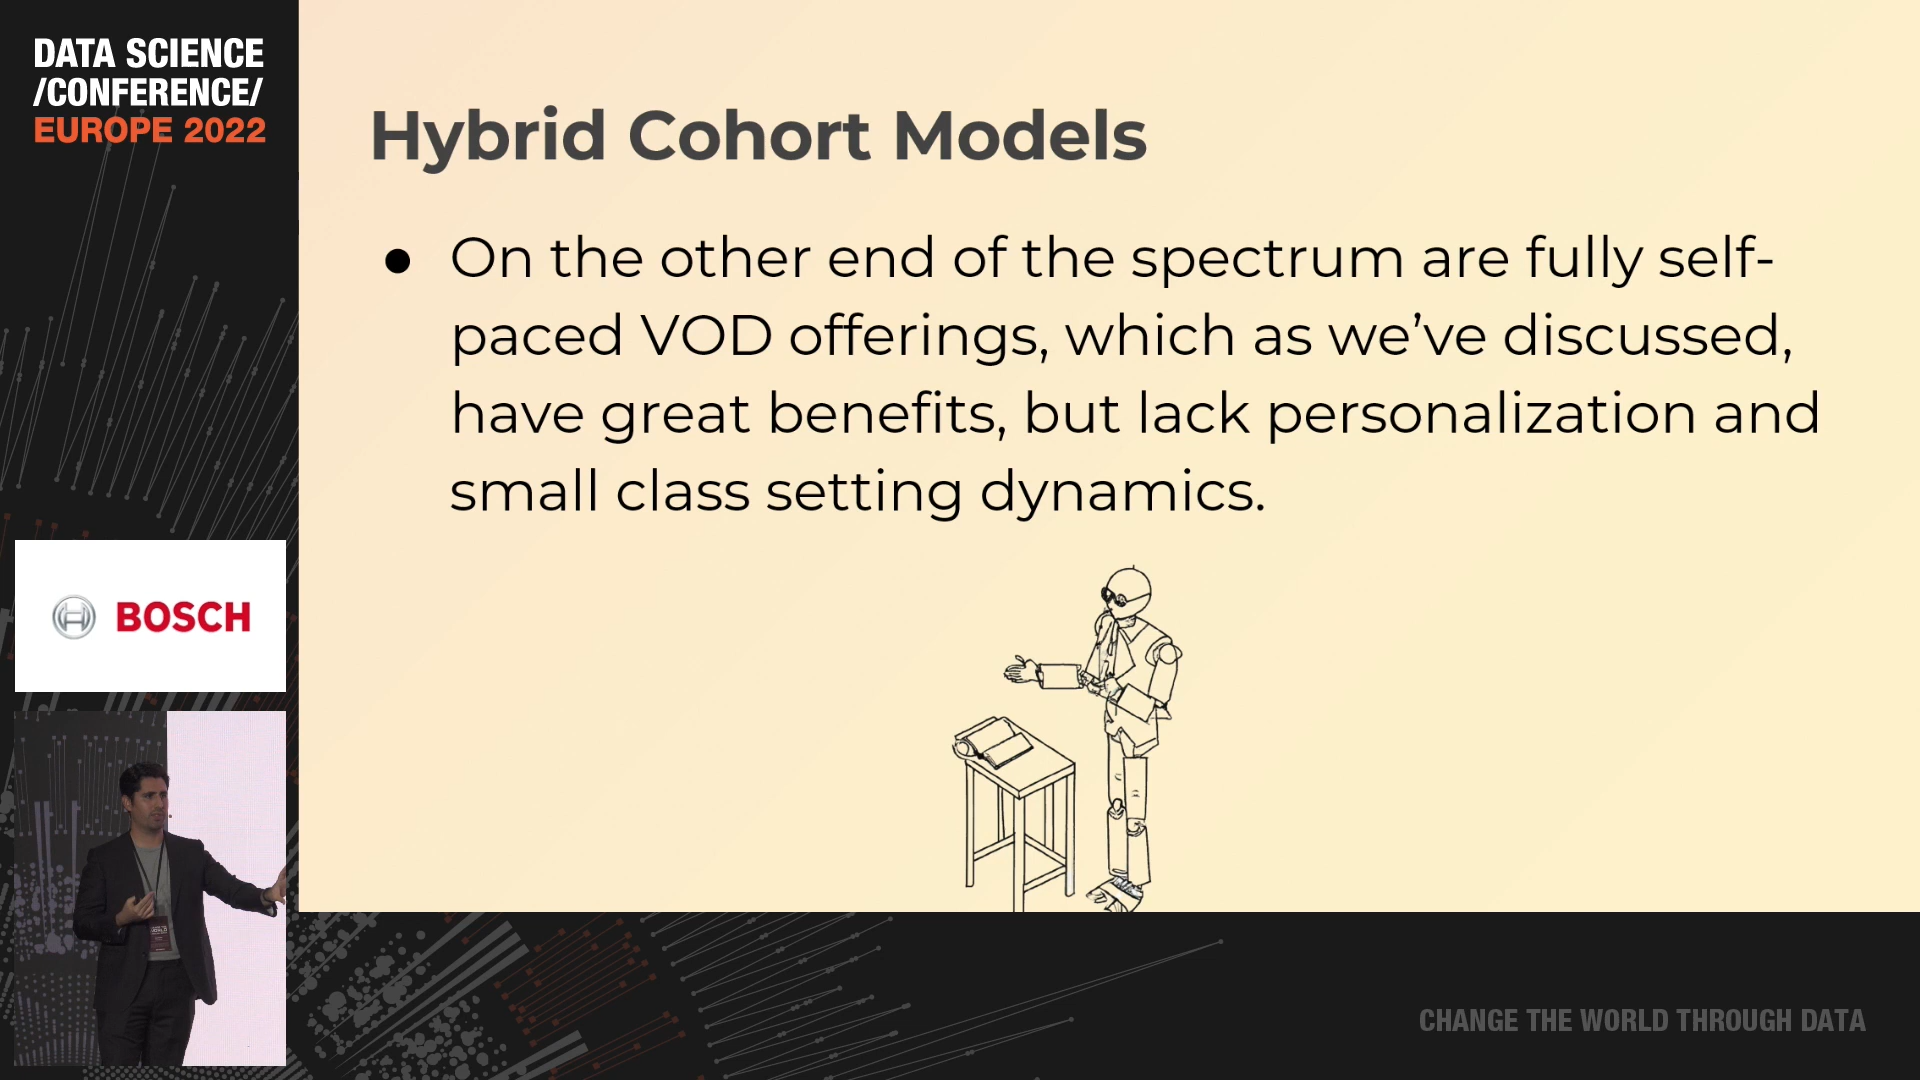 DATA SCIENCE
/CONFERENCE/
EUROPE 2022
Hybrid Cohort Models
● On the other end of the spectrum are fully self-
paced VOD offerings, which as we’ve discussed,
have great benefits, but lack personalization and
small class setting dynamics.
BOSCH
CHANGE THE WORLD THROUGH DATA